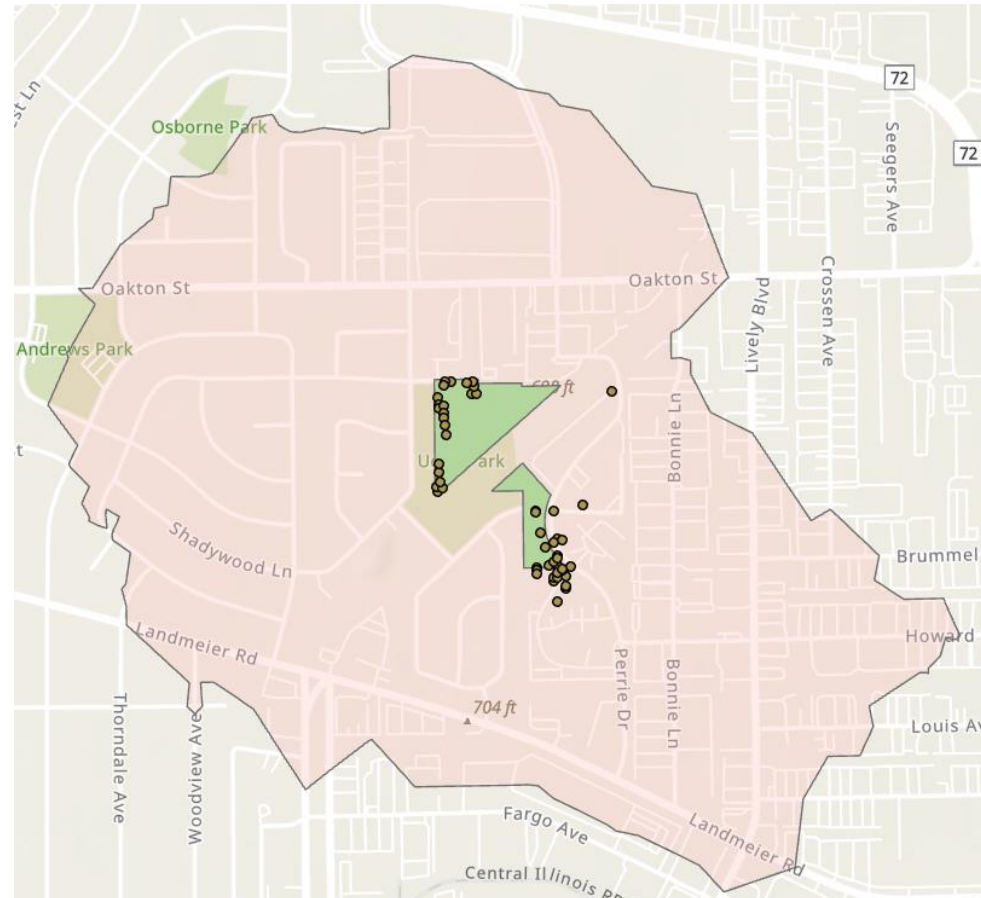 72
72
Osborne Park
Seegers Ave
Oakton St
Oakton St
Crossen Ave
Lively Blvd
Andrews Park
Bonnie Ln
Shadywood Ln
Brummel
Landmeier Rd
Howard
Perrie Dr
Bonnie Ln
704 ft
Thorndale Ave
Woodview Ave
Louis Av
Fargo Ave
Landmeier Rd
Central Illinois